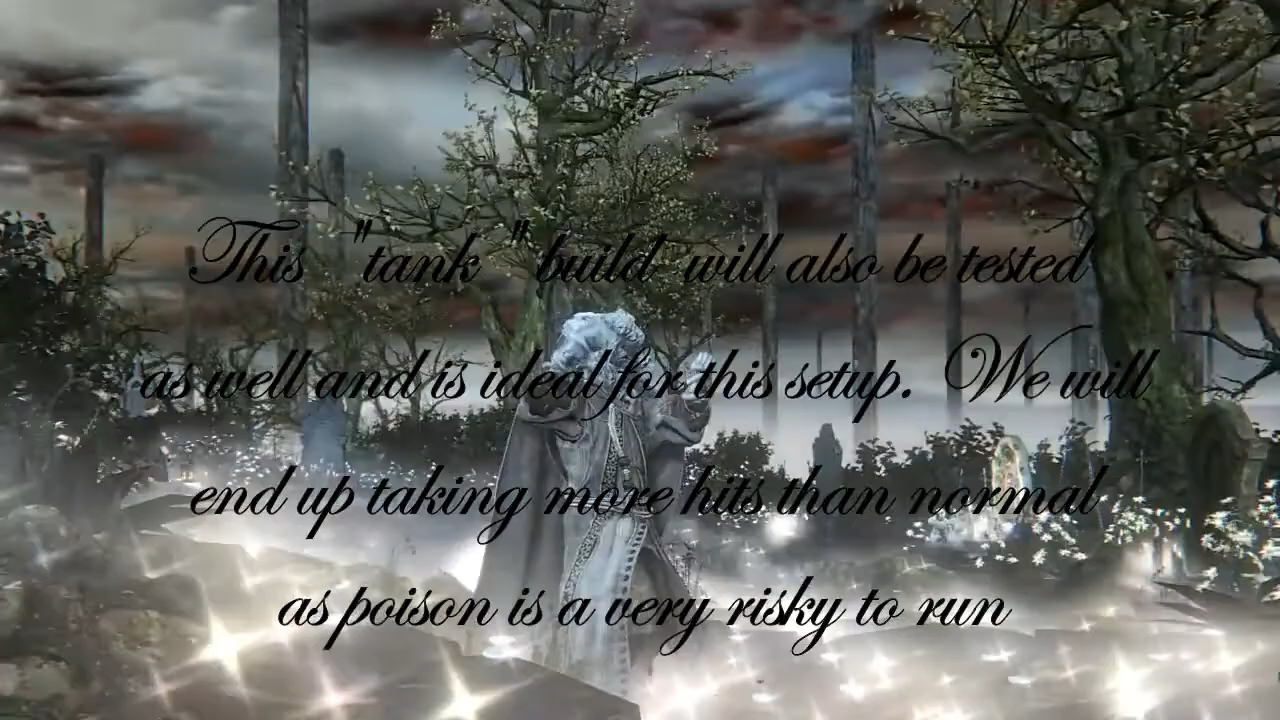 This "tank" build will also be tested
as well and is ideal for this setup. We will
end up taking more hits than normal
as poison is a very risky to run